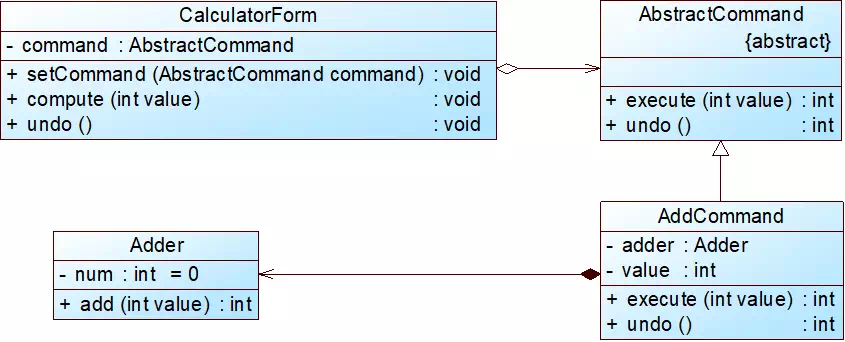 CalculatorForm
- command : AbstractCommand
+ setCommand (AbstractCommand command) : void
+ compute (int value) : void
+ undo () : void
AbstractCommand
{abstract}
+ execute (int value) : int
+ undo () : int
Adder
- num : int = 0
+ add (int value) : int
AddCommand
- adder : Adder
- value : int
+ execute (int value) : int
+ undo () : int